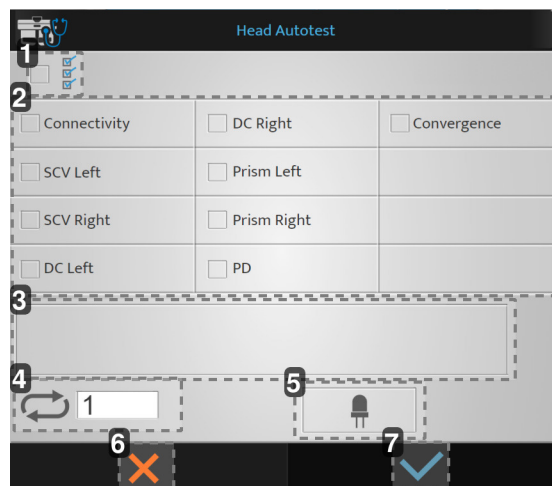 Head Autotest
1
2
Connectivity DC Right Convergence
SCV Left Prism Left
SCV Right Prism Right
DC Left PD
3
4
5
1
6
7